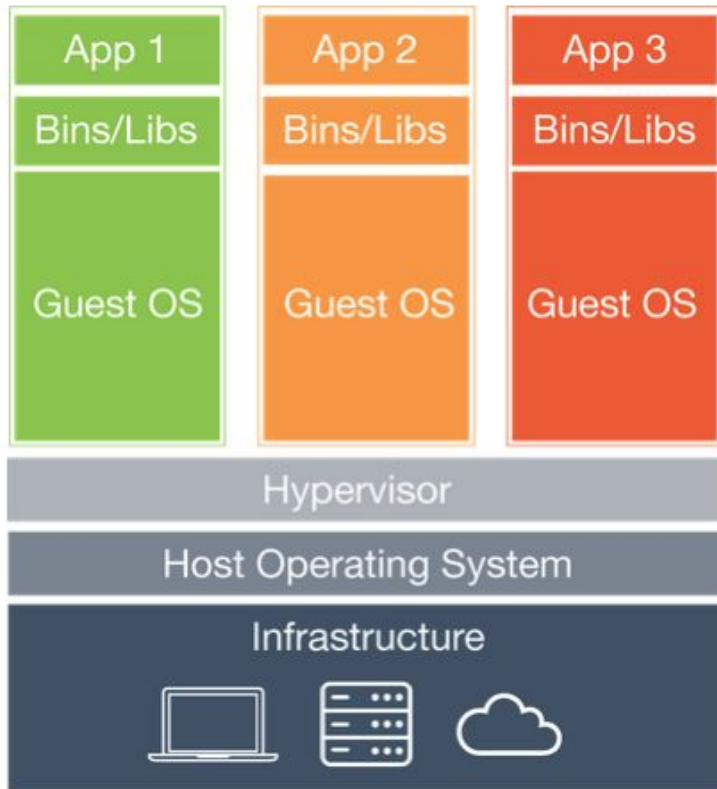 App 1
App 2
App 3
Bins/Libs
Bins/Libs
Bins/Libs
Guest OS
Guest OS
Guest OS
Hypervisor
Host Operating System
Infrastructure